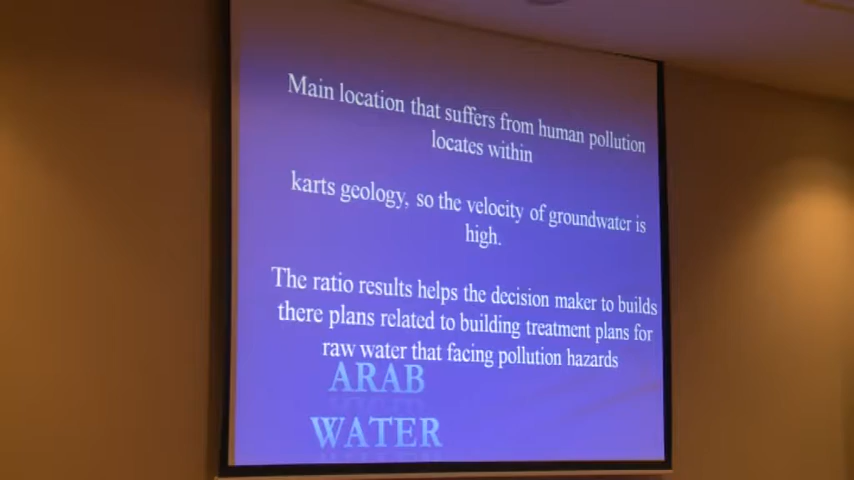 Main location that suffers from human pollution
locates within
karts geology, so the velocity of groundwater is
high.
The ratio results helps the decision maker to builds
there plans related to building treatment plans for
raw water that facing pollution hazards
ARAB
WATER